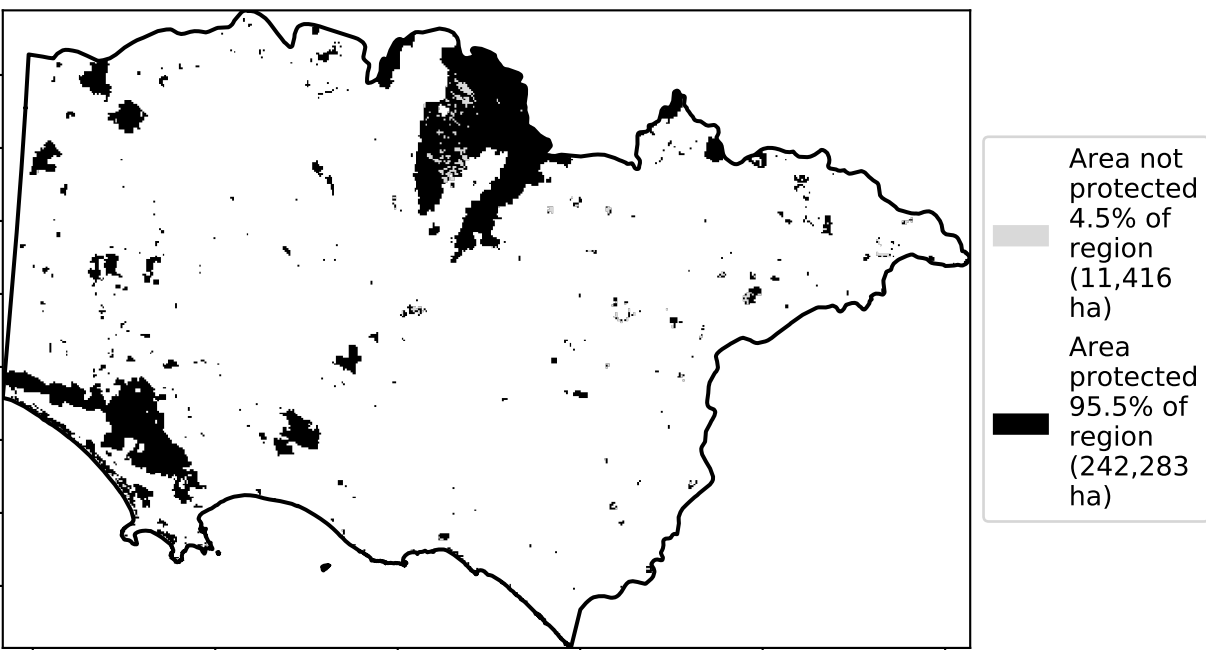 Area not
protected
4.5% of
region
(11,416
ha)
Area
protected
95.5% of
region
(242,283
ha)